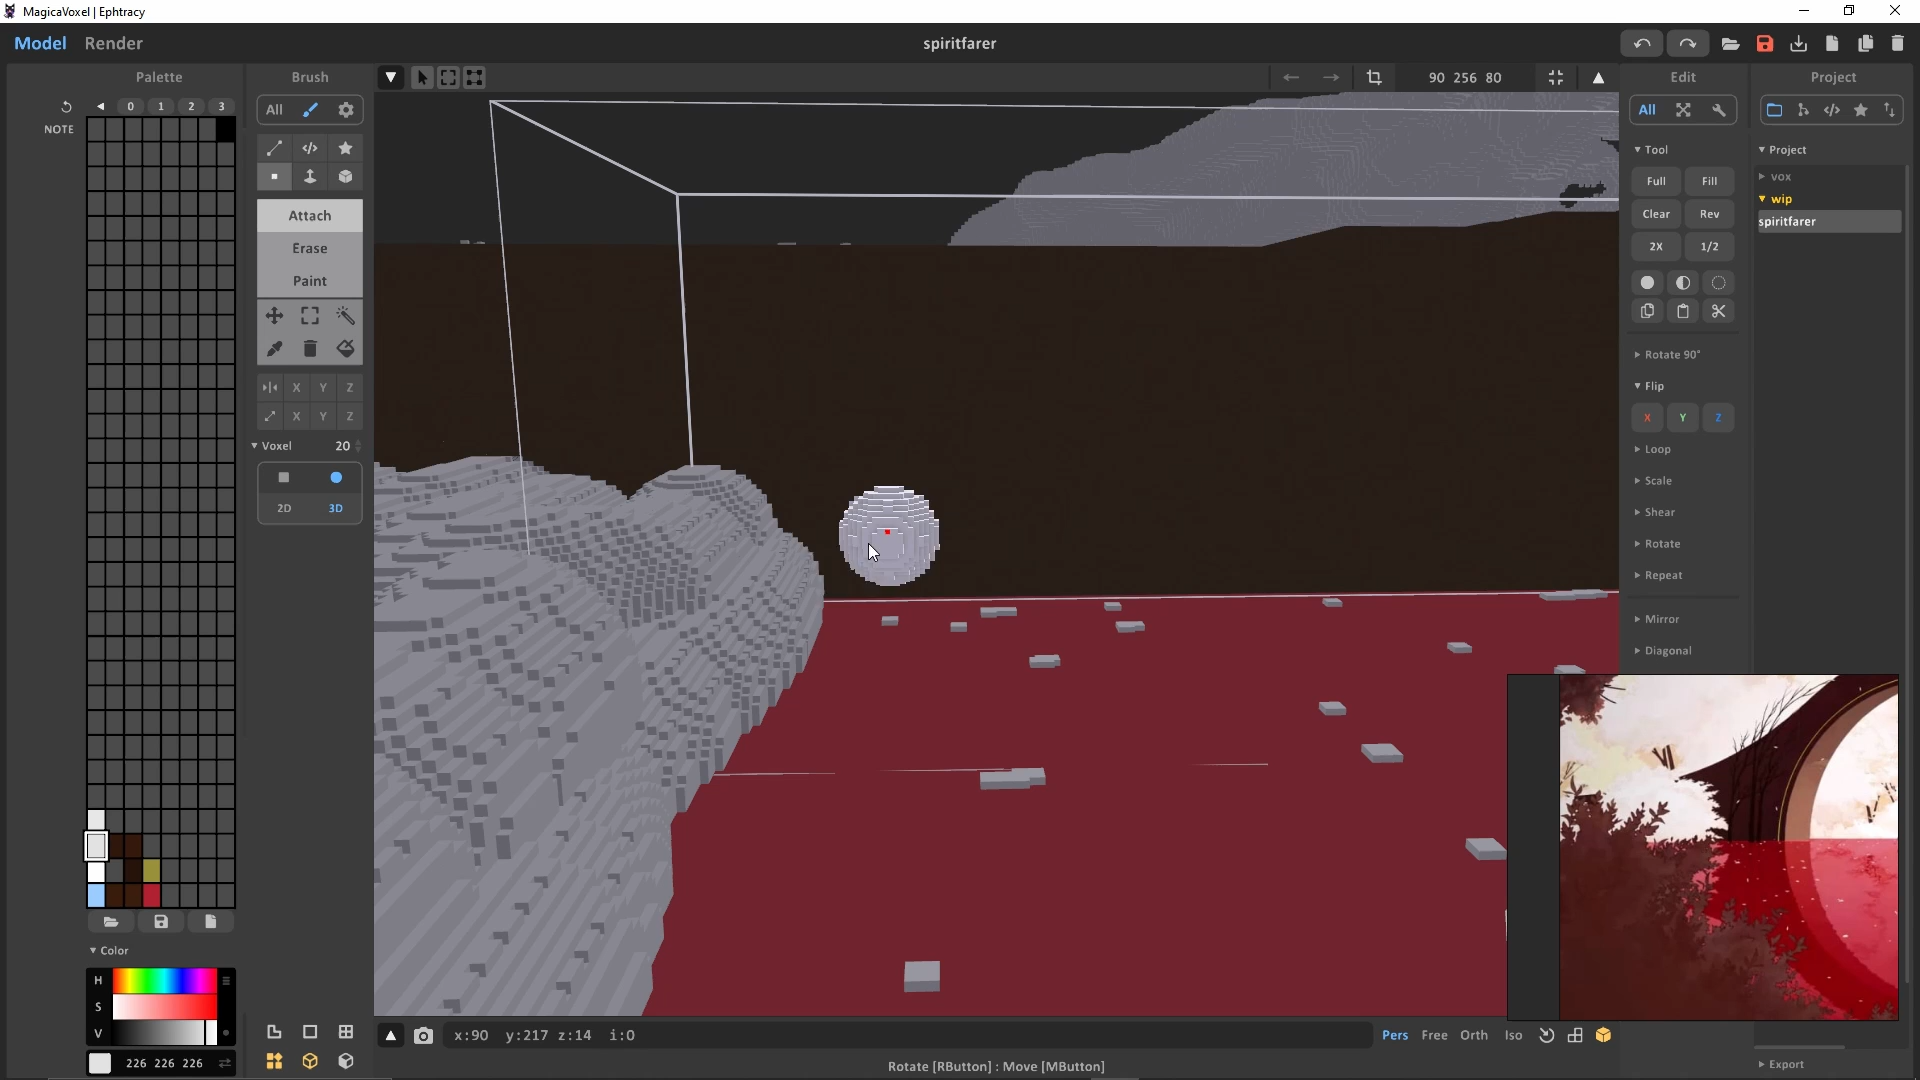 MagicaVoxel | Ephtracy
Model Render
spiritfarer
Palette
0 1 2 3
NOTE
Color
H
S
V
226 226 226
Brush
All
Attach
Erase
Paint
X Y Z
X Y Z
Voxel 20
2D 3D
90 256 80
x:90 y:217 z:14 i:0
Pers Free Orth Iso
Rotate [RButton] : Move [MButton]
Edit
All
Tool
Full Fill
Clear Rev
2X 1/2
Rotate 90°
Flip
X Y Z
Loop
Scale
Shear
Rotate
Repeat
Mirror
Diagonal
Project
Project
vox
wip
spiritfarer
Export